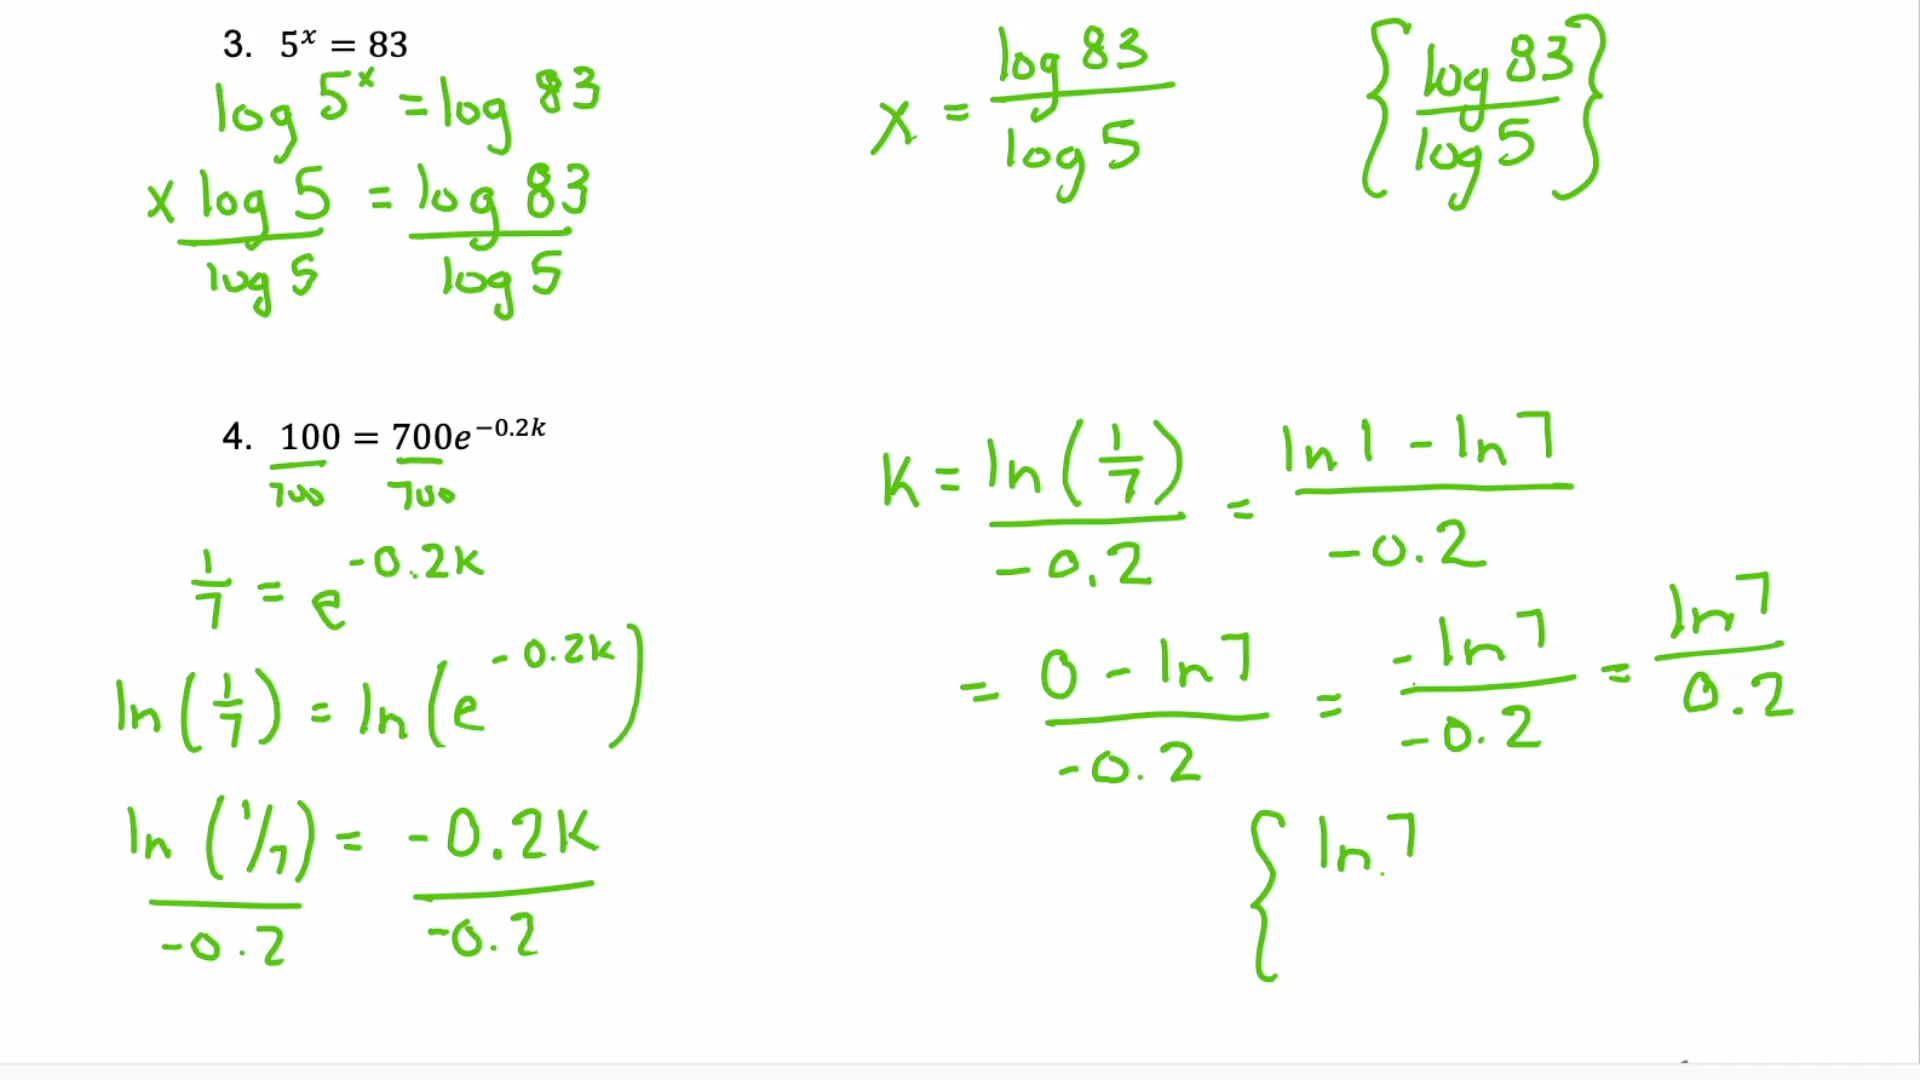 3. 5^x = 83
log 5^x = log 83
x log 5 = log 83
log 5 log 5
x = log 83
log 5
{ log 83 }
log 5
4. 100 = 700e^−0.2k
700 700
1/7 = e^-0.2k
ln(1/7) = ln(e^-0.2k)
ln(1/7) = -0.2k
-0.2 -0.2
k = ln(1/7) = ln 1 - ln 7
-0.2 -0.2
= 0 - ln 7 = -ln 7 = ln 7
-0.2 -0.2 0.2
{ ln 7